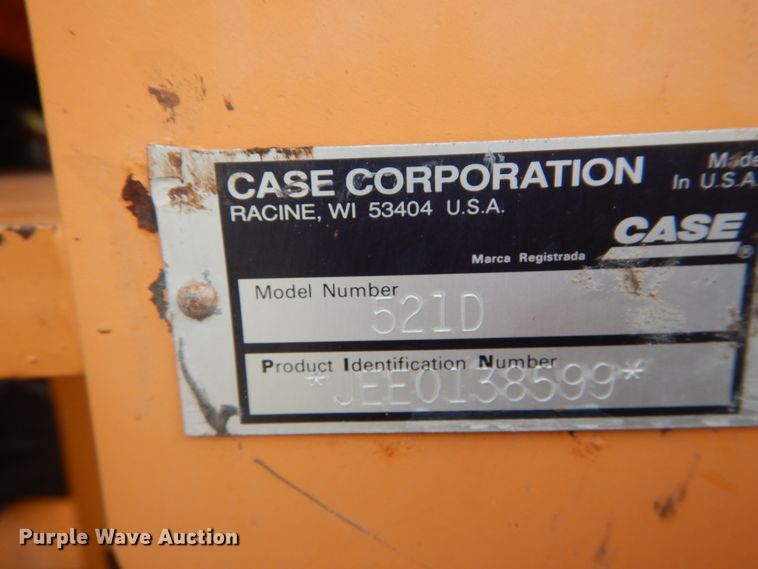 CASE CORPORATION
RACINE, WI 53404 U.S.A.
Made
In U.S.A.
CASE
®
Marca Registrada
Model Number
521D
Product Identification Number
*JEE0138599*
Purple Wave Auction